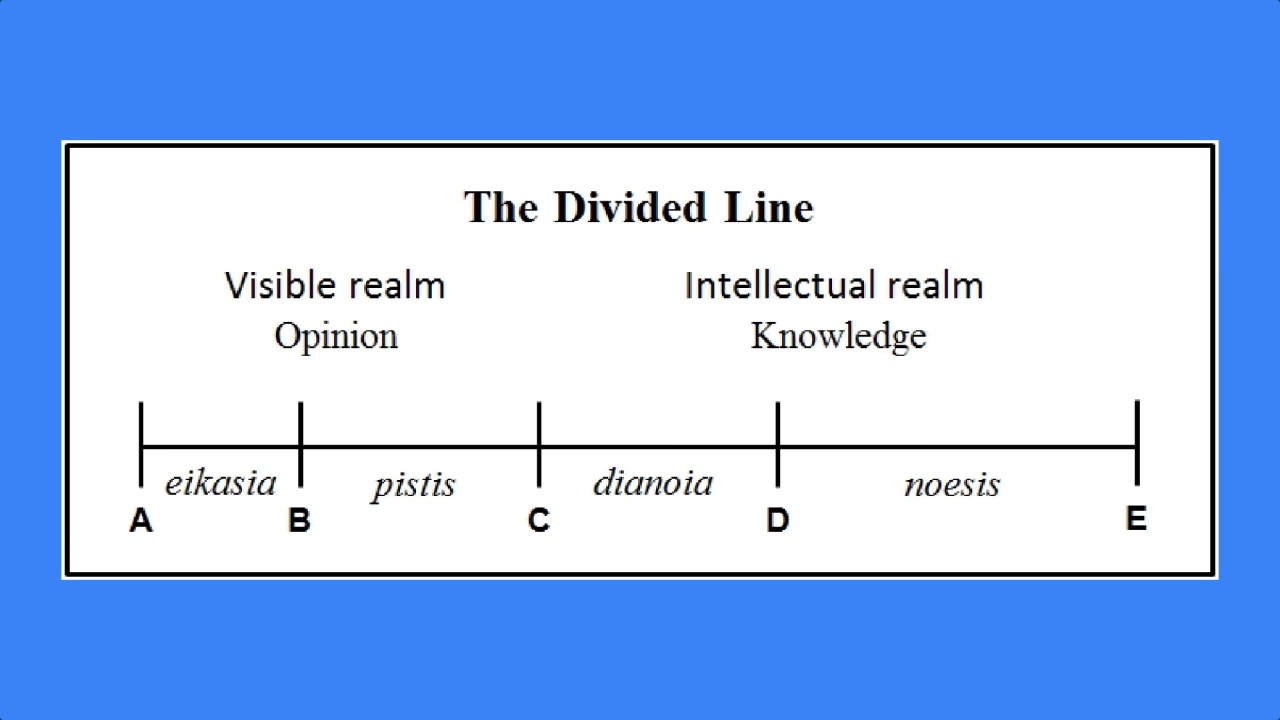 The Divided Line
Visible realm Intellectual realm
Opinion Knowledge
eikasia pistis dianoia noesis
A B C D E